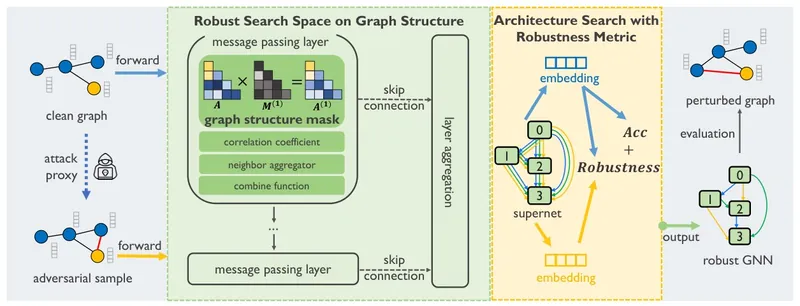 Robust Search Space on Graph Structure
Architecture Search with
Robustness Metric
clean graph
forward
attack
proxy
adversarial sample
forward
message passing layer
A × M(1) = A(1)
graph structure mask
correlation coefficient
neighbor aggregator
combine function
...
message passing layer
skip
connection
skip
connection
layer aggregation
embedding
0
1
2
3
supernet
Acc
+
Robustness
embedding
output
perturbed graph
evaluation
0
1
2
3
robust GNN